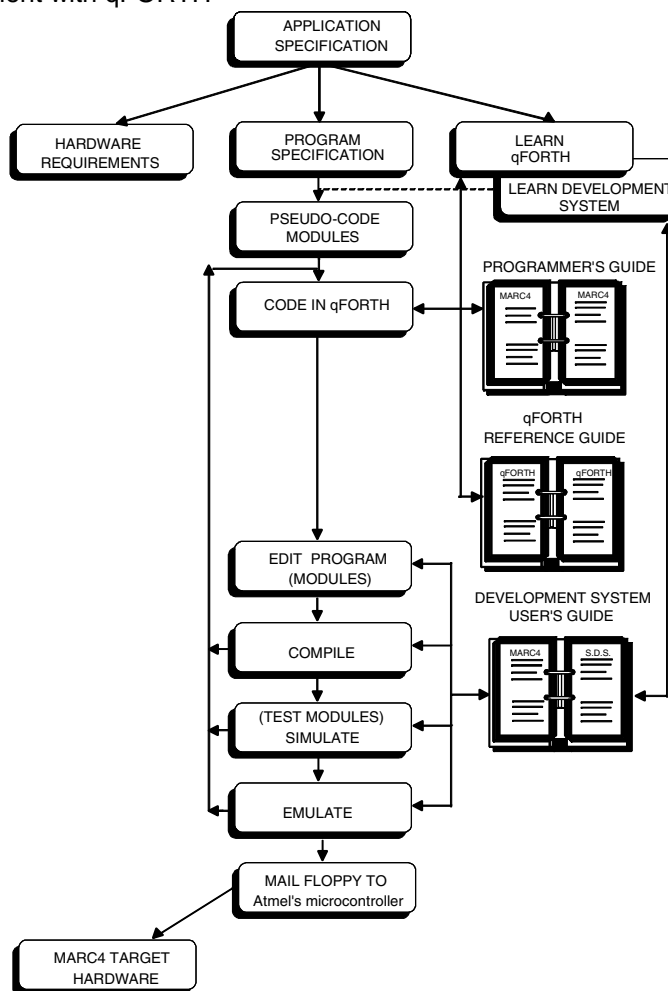 with qFORTH
APPLICATION
SPECIFICATION
HARDWARE
REQUIREMENTS
PROGRAM
SPECIFICATION
LEARN
qFORTH
LEARN DEVELOPMENT
SYSTEM
PSEUDO-CODE
MODULES
PROGRAMMER'S GUIDE
CODE IN qFORTH
MARC4
MARC4
qFORTH
REFERENCE GUIDE
qFORTH
qFORTH
EDIT PROGRAM
(MODULES)
DEVELOPMENT SYSTEM
USER'S GUIDE
COMPILE
MARC4
S.D.S.
(TEST MODULES)
SIMULATE
EMULATE
MAIL FLOPPY TO
Atmel's microcontroller
MARC4 TARGET
HARDWARE